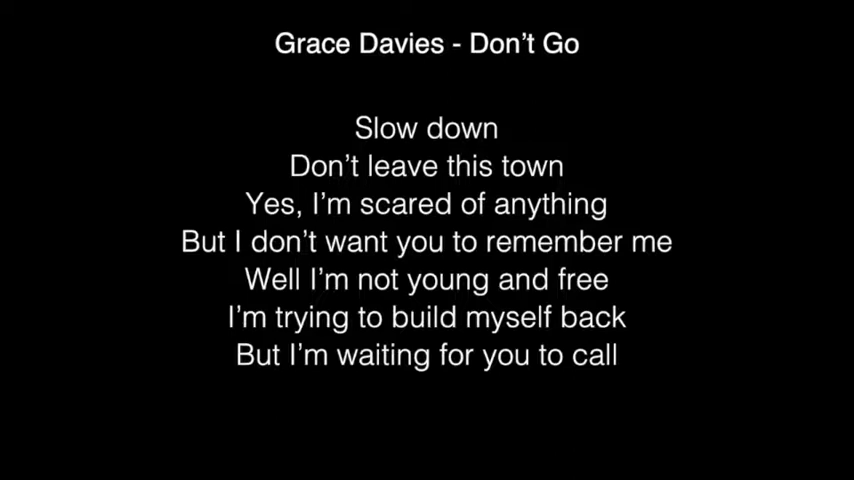 Grace Davies - Don't Go
Slow down
Don't leave this town
Yes, I'm scared of anything
But I don't want you to remember me
Well I'm not young and free
I'm trying to build myself back
But I'm waiting for you to call